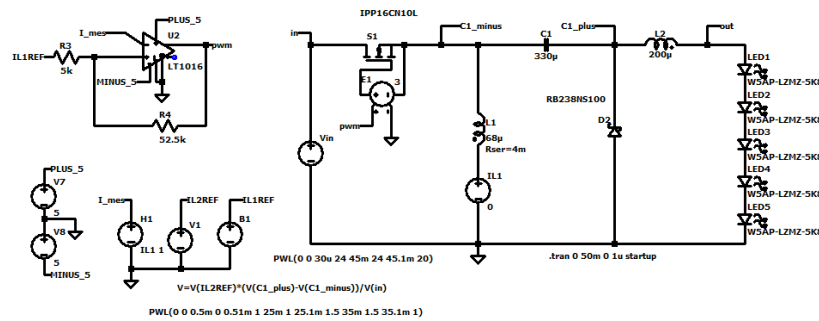 IPP16CN10L
I_mes
PLUS_5
U2
in
S1
C1_minus
C1
C1_plus
L2
out
IL1REF
R3
5k
pwm
LT1016
MINUS_5
330µ
200µ
LED1
W5AP-LZMZ-5K8
E1
3
LED2
W5AP-LZMZ-5K8
R4
52.5k
pwm
L1
68µ
Rser=4m
RB238NS100
D2
LED3
W5AP-LZMZ-5K8
Vin
LED4
W5AP-LZMZ-5K8
PLUS_5
V7
5
IL2REF
IL1REF
I_mes
IL1
0
LED5
W5AP-LZMZ-5K8
V8
5
MINUS_5
H1
IL1 1
V1
B1
PWL(0 0 30u 24 45m 24 45.1m 20)
.tran 0 50m 0 1u startup
V=V(IL2REF)*(V(C1_plus)-V(C1_minus))/V(in)
PWL(0 0 0.5m 0 0.51m 1 25m 1 25.1m 1.5 35m 1.5 35.1m 1)